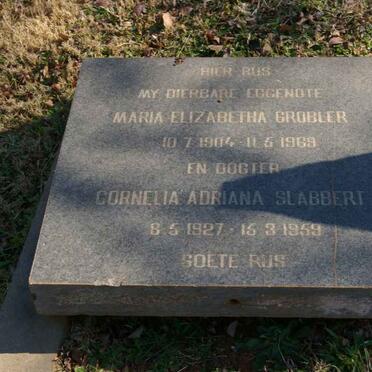 HIER RUS
MY DIERBARE EGGENOTE
MARIA ELIZABETHA GROBLER
10·7·1904 - 11·5·1969
EN DOGTER
CORNELIA ADRIANA SLABBERT
8·5·1927 - 16·3·1959
SOETE RUS